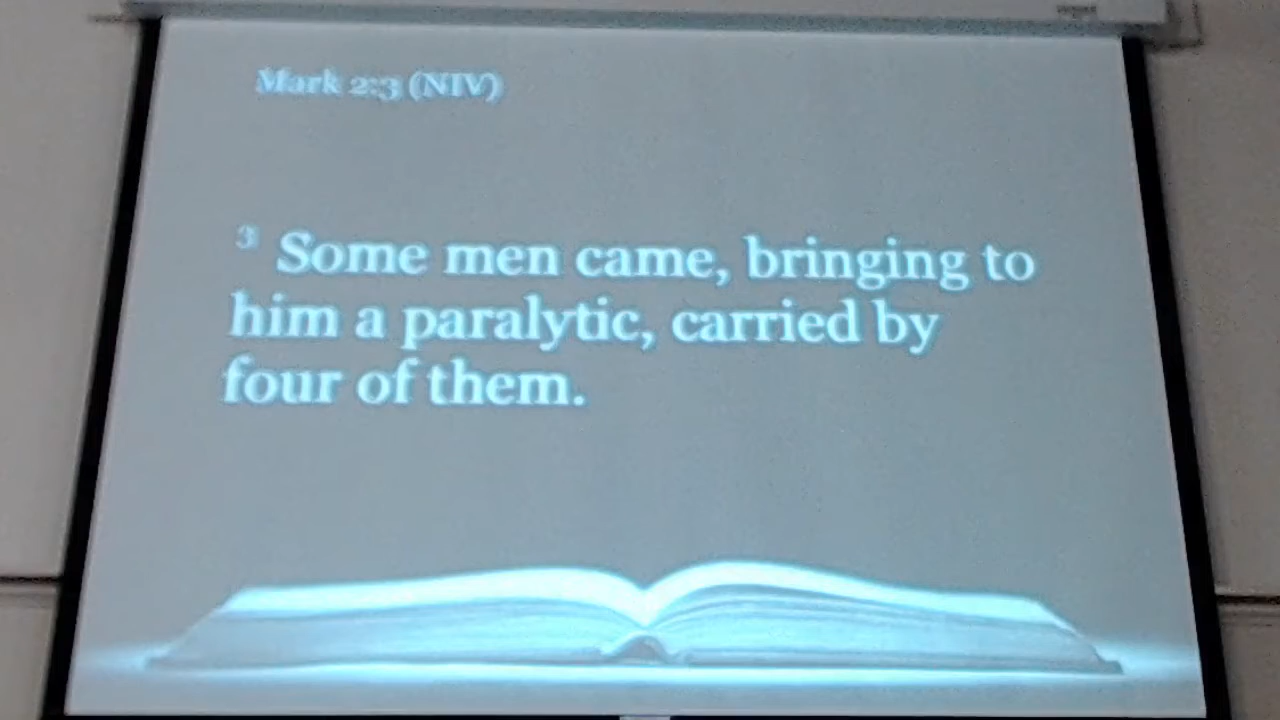 Mark 2:3 (NIV)
3 Some men came, bringing to
him a paralytic, carried by
four of them.